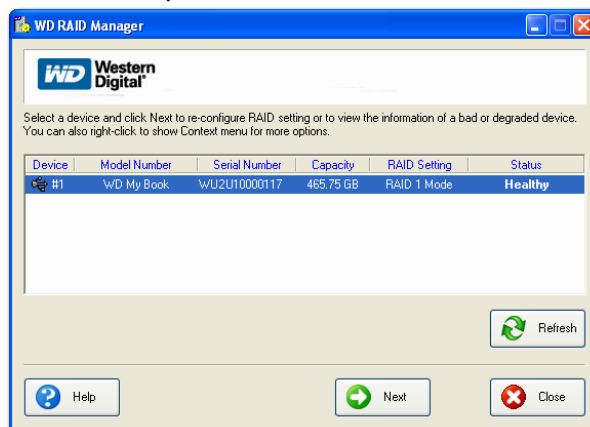 WD RAID Manager
WD Western Digital®
Select a device and click Next to re-configure RAID setting or to view the information of a bad or degraded device.
You can also right-click to show Context menu for more options.
Device Model Number Serial Number Capacity RAID Setting Status
#1 WD My Book WU2U10000117 465.75 GB RAID 1 Mode Healthy
Refresh
Help Next Close